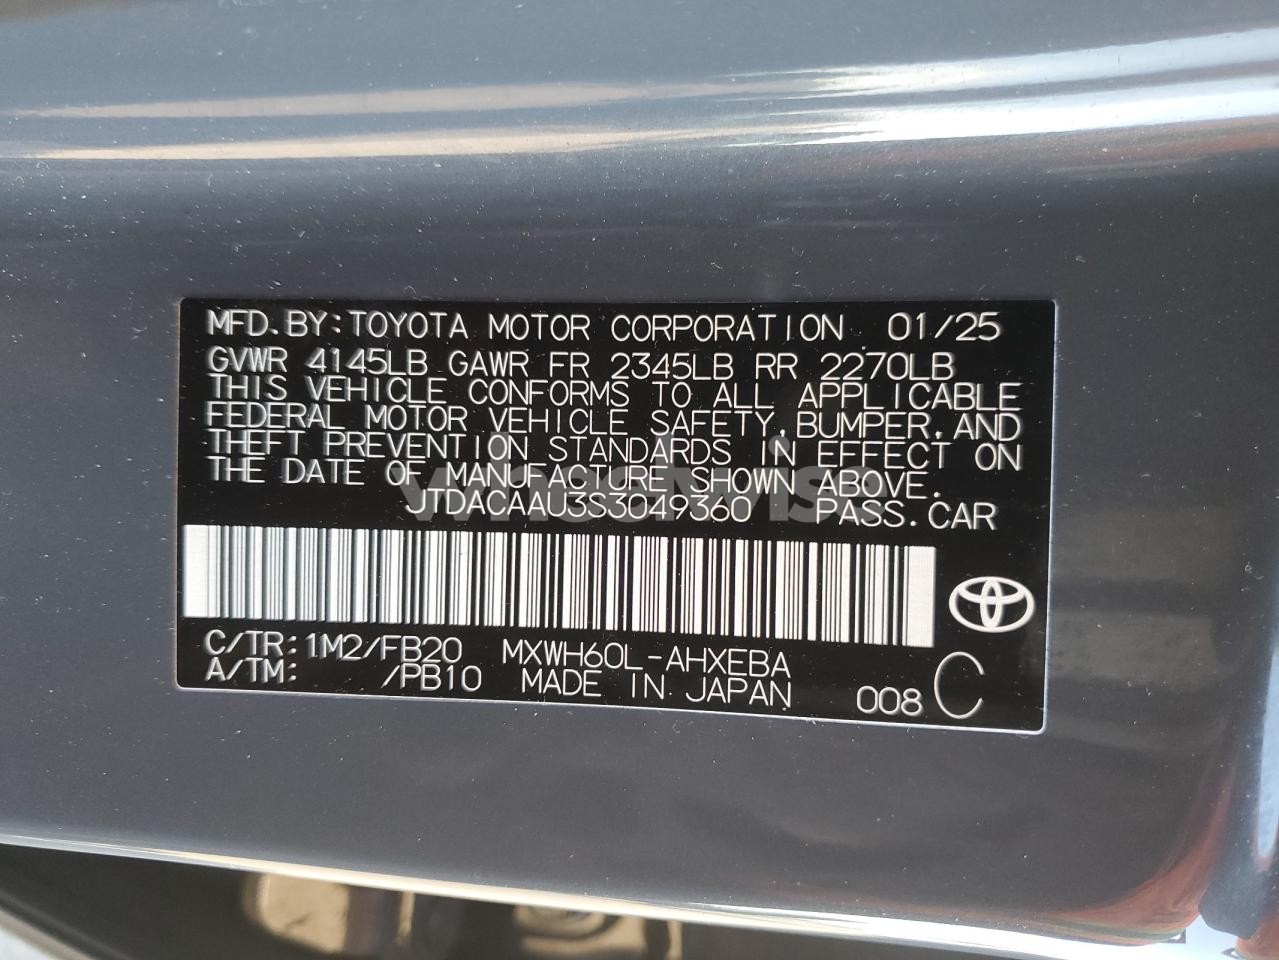 MFD.BY:TOYOTA MOTOR CORPORATION 01/25
GVWR 4145LB GAWR FR 2345LB RR 2270LB
THIS VEHICLE CONFORMS TO ALL APPLICABLE
FEDERAL MOTOR VEHICLE SAFETY,BUMPER,AND
THEFT PREVENTION STANDARDS IN EFFECT ON
THE DATE OF MANUFACTURE SHOWN ABOVE.
JTDACAAU3S3049360 PASS.CAR
C/TR:1M2/FB20 MXWH60L-AHXEBA
A/TM: /PB10 MADE IN JAPAN 008 C